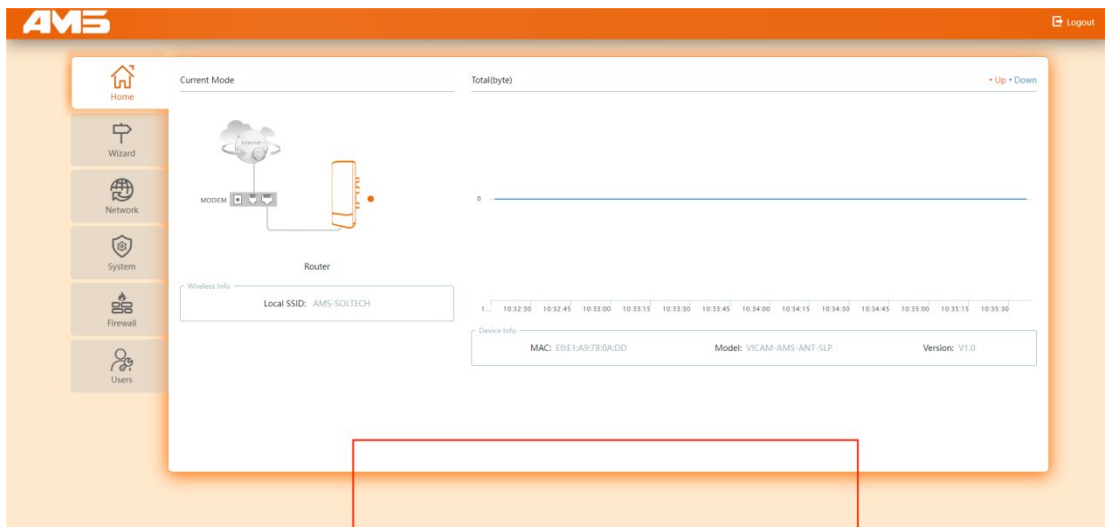 AMS
Logout
Home
Wizard
Network
System
Firewall
Users
Current Mode
Internet
MODEM
Router
Wireless Info
Local SSID: AMS-SOLTECH
Total(byte)
• Up • Down
0
1... 10:32:30 10:32:45 10:33:00 10:33:15 10:33:30 10:33:45 10:34:00 10:34:15 10:34:30 10:34:45 10:35:00 10:35:15 10:35:30
Device Info
MAC: E0:E1:A9:7B:0A:DD Model: VICAM-AMS-ANT-SLP Version: V1.0